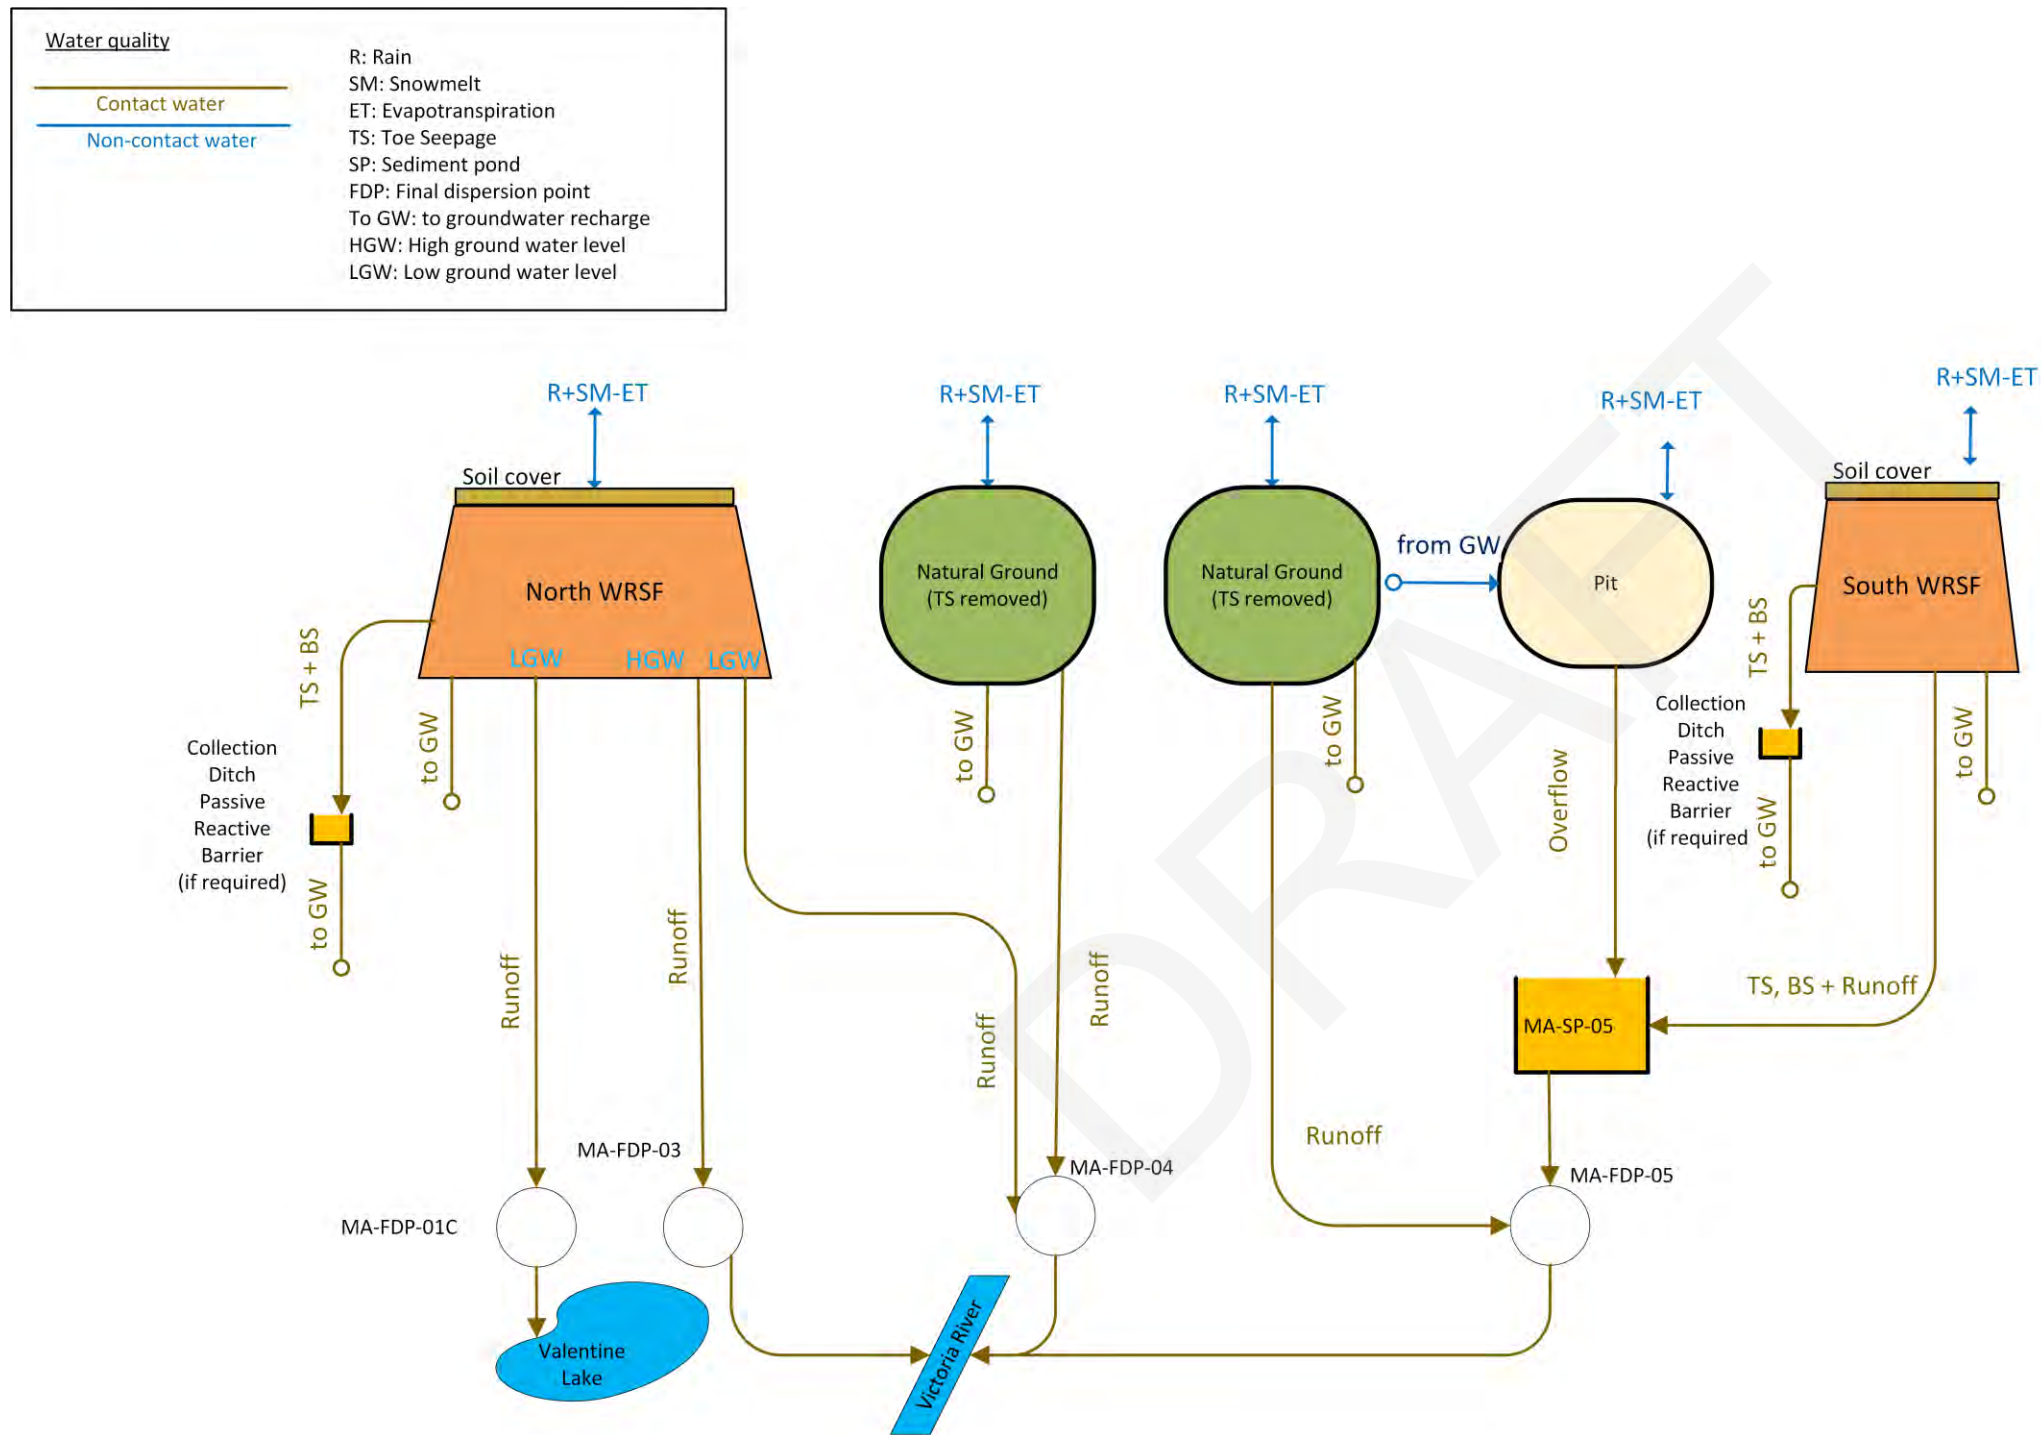 Water quality
Contact water
Non-contact water
R: Rain
SM: Snowmelt
ET: Evapotranspiration
TS: Toe Seepage
SP: Sediment pond
FDP: Final dispersion point
To GW: to groundwater recharge
HGW: High ground water level
LGW: Low ground water level
R+SM-ET
R+SM-ET
R+SM-ET
R+SM-ET
R+SM-ET
Soil cover
Soil cover
North WRSF
LGW
HGW
LGW
Natural Ground
(TS removed)
Natural Ground
(TS removed)
from GW
Pit
South WRSF
TS + BS
to GW
Collection
Ditch
Passive
Reactive
Barrier
(if required)
to GW
Runoff
Runoff
Runoff
to GW
Runoff
to GW
Runoff
Overflow
TS + BS
Collection
Ditch
Passive
Reactive
Barrier
(if required
to GW
to GW
TS, BS + Runoff
MA-SP-05
MA-FDP-01C
MA-FDP-03
MA-FDP-04
MA-FDP-05
Valentine
Lake
Victoria River
DRAFT